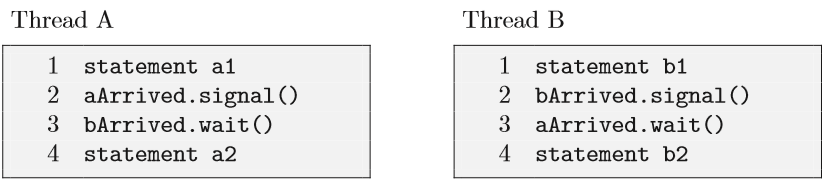 Thread A
1 statement a1
2 aArrived.signal()
3 bArrived.wait()
4 statement a2
Thread B
1 statement b1
2 bArrived.signal()
3 aArrived.wait()
4 statement b2